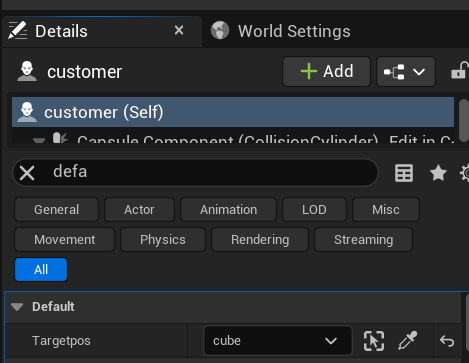 Details
World Settings
customer
Add
customer (Self)
Capsule Component (CollisionCylinder) Edit in C
defa
General
Actor
Animation
LOD
Misc
Movement
Physics
Rendering
Streaming
All
Default
Targetpos
cube